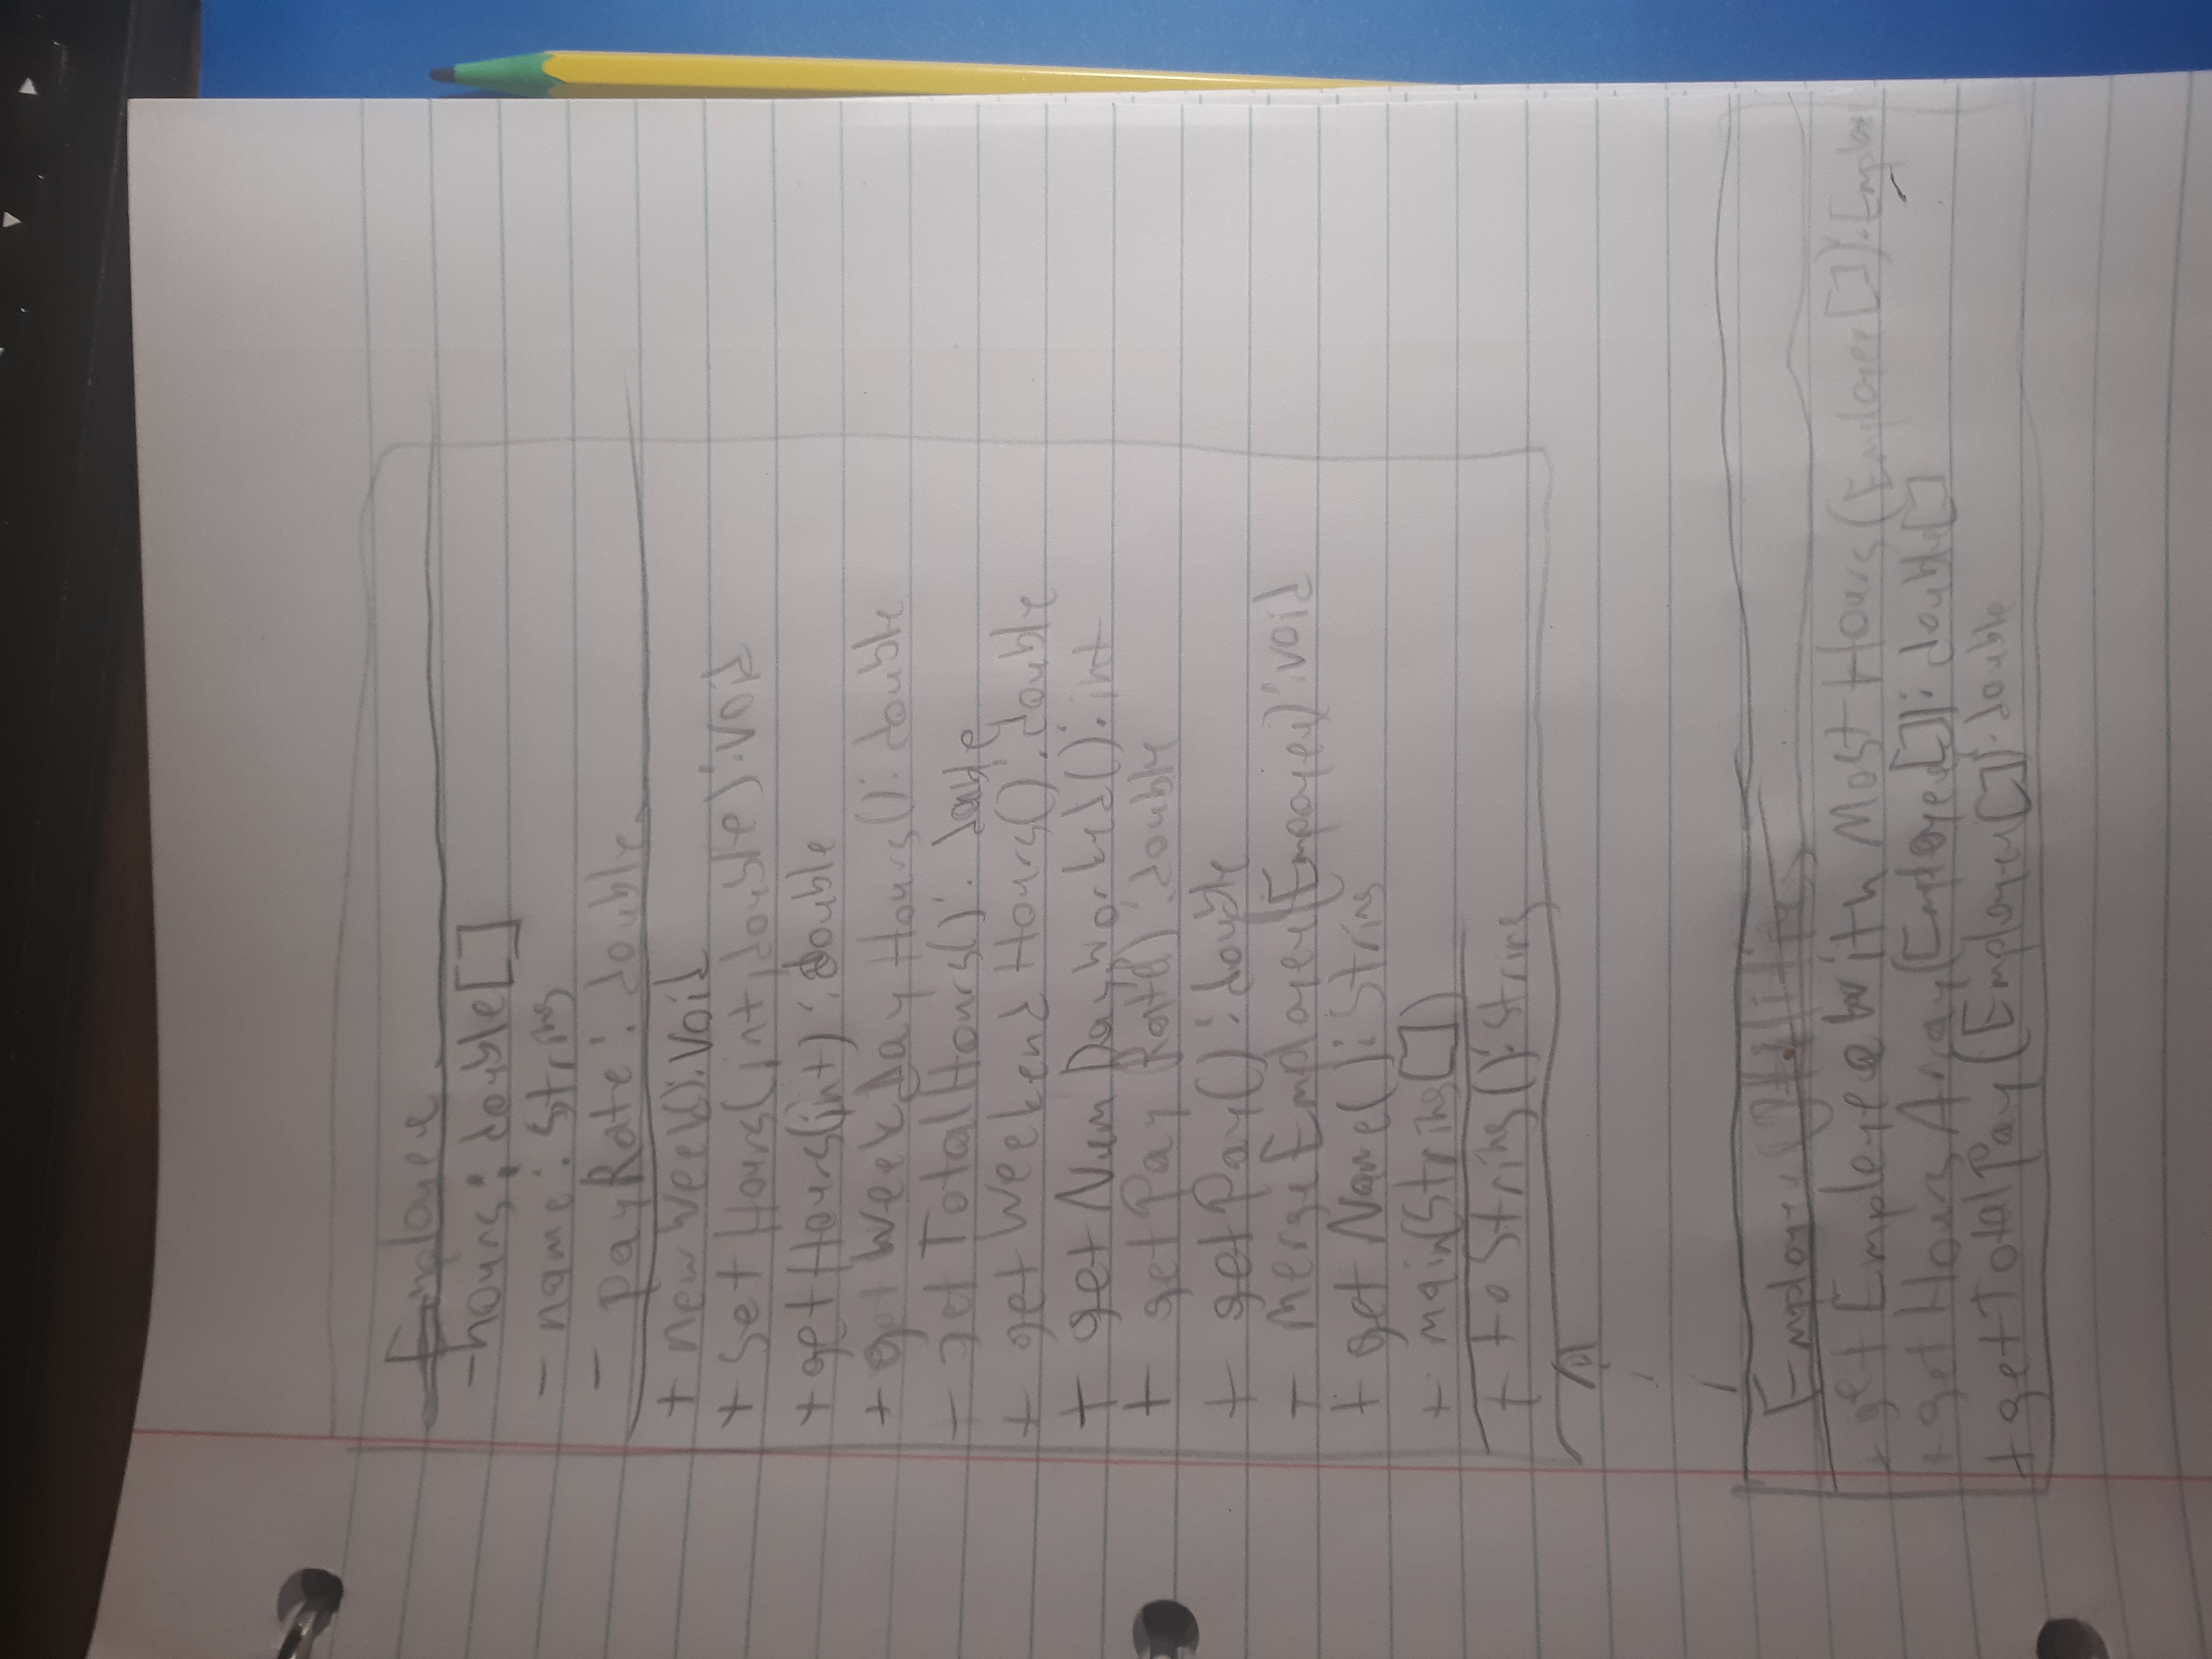 Employee
-hours: double[]
- name: String
- payRate: double
+ newWeek(): void
+ setHours(int, double): void
+ getHours(int): double
+ getWeekDayHours(): double
+ getTotalHours(): double
+ getWeekendHours(): double
+ getNumDaysWorked(): int
+ getPayRate(): double
+ getPay(): double
+ mergeEmployee(Empoyee): void
+ getName(): String
+ main(String[])
+ toString(): String
Employee Utilities
+ getEmployeeWithMostHours(Employee[]): Employee
+ getHoursArray(Employee[]): double[]
+ getTotalPay(Employee[]): double